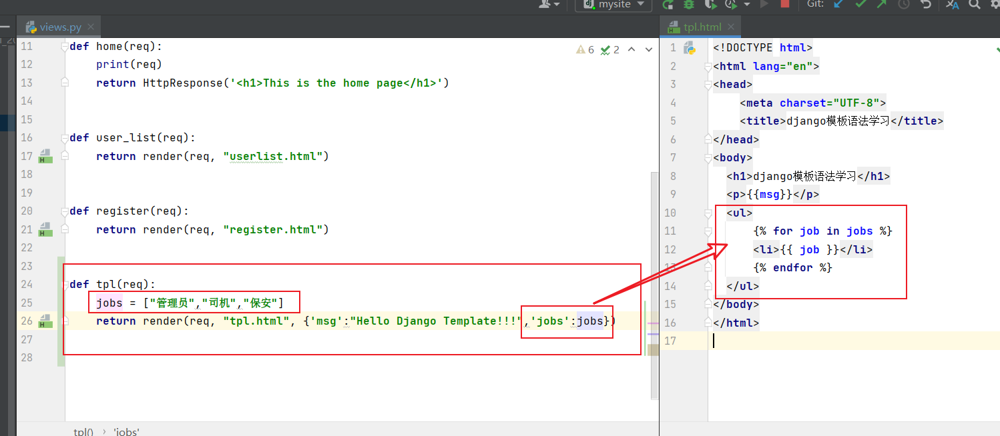 mysite
Git:
views.py
tpl.html
6 2
11 def home(req):
12 print(req)
13 return HttpResponse('<h1>This is the home page</h1>')
14
15
16 def user_list(req):
17 return render(req, "userlist.html")
18
19
20 def register(req):
21 return render(req, "register.html")
22
23
24 def tpl(req):
25 jobs = ["管理员","司机","保安"]
26 return render(req, "tpl.html", {'msg':"Hello Django Template!!!",'jobs':jobs})
27
28
tpl() › 'jobs'
1 <!DOCTYPE html>
2 <html lang="en">
3 <head>
4 <meta charset="UTF-8">
5 <title>django模板语法学习</title>
6 </head>
7 <body>
8 <h1>django模板语法学习</h1>
9 <p>{{msg}}</p>
10 <ul>
11 {% for job in jobs %}
12 <li>{{ job }}</li>
13 {% endfor %}
14 </ul>
15 </body>
16 </html>
17